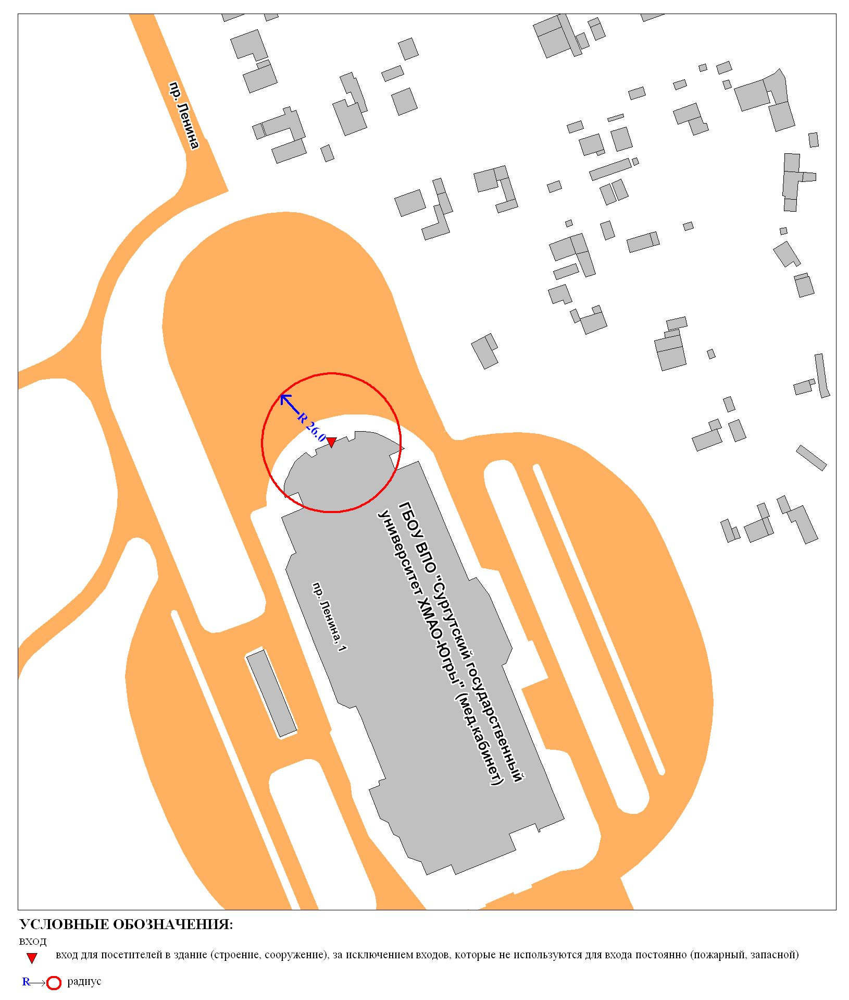 пр. Ленина
R 26.0
ГБОУ ВПО "Сургутский государственный
университет ХМАО-Югры" (мед.кабинет)
пр. Ленина, 1
УСЛОВНЫЕ ОБОЗНАЧЕНИЯ:
ВХОД
вход для посетителей в здание (строение, сооружение), за исключением входов, которые не используются для входа постоянно (пожарный, запасной)
R радиус